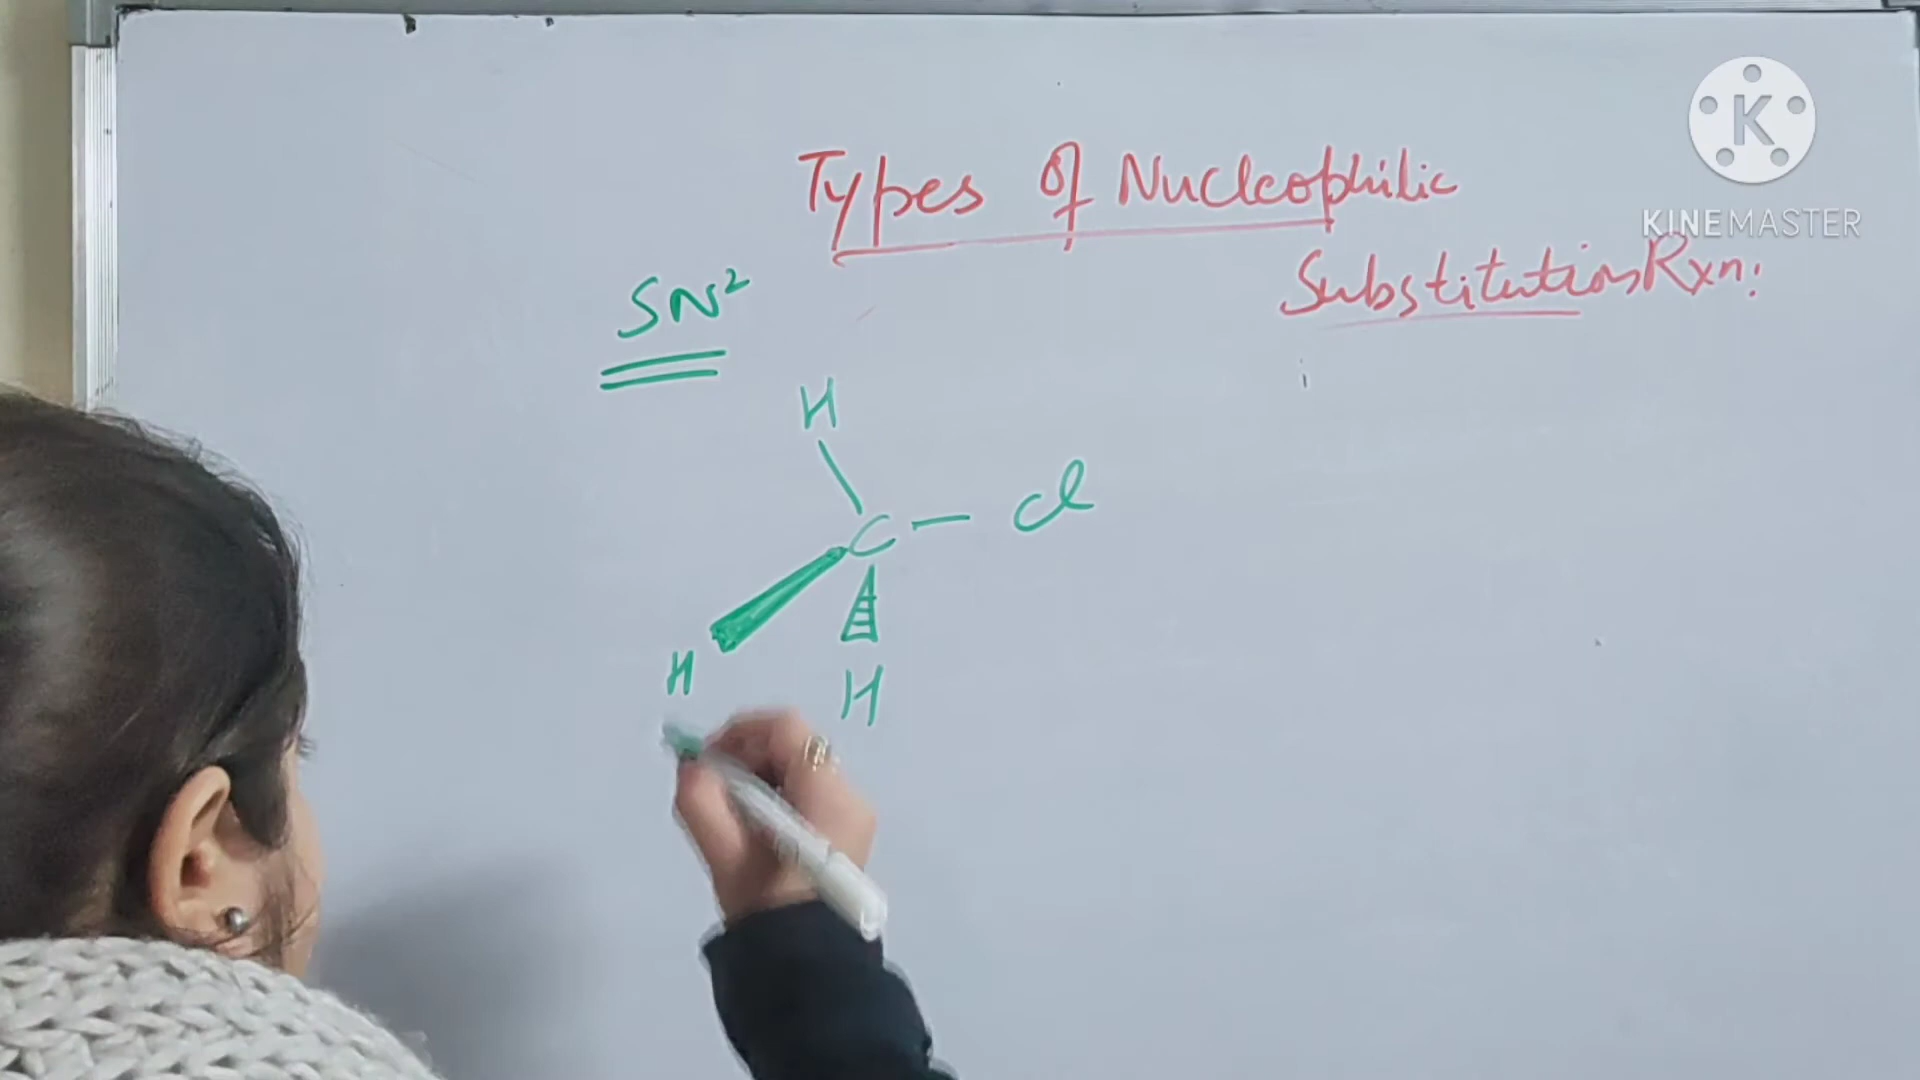 Types of Nucleophilic
Substitution Rxn:
SN²
H
C - Cl
H
H
K
KINEMASTER